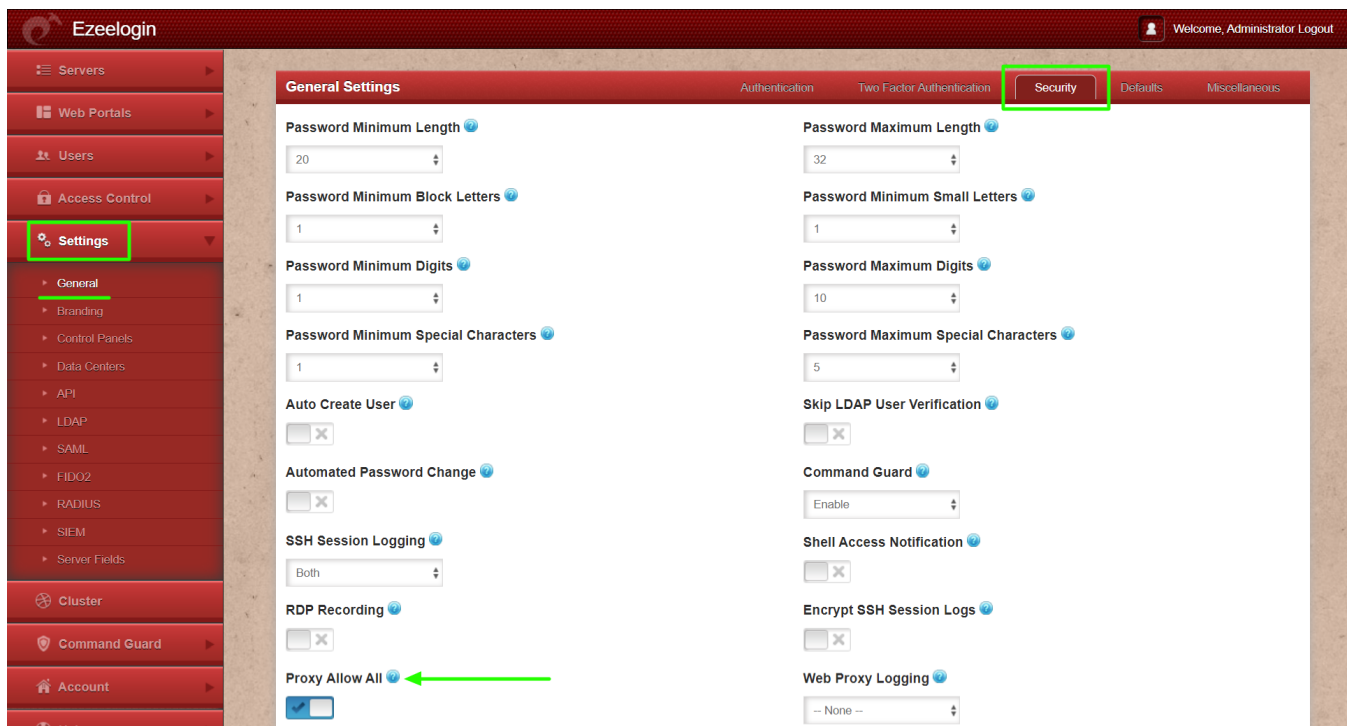 Ezeelogin
Welcome, Administrator Logout
Servers
Web Portals
Users
Access Control
Settings
General
Branding
Control Panels
Data Centers
API
LDAP
SAML
FIDO2
RADIUS
SIEM
Server Fields
Cluster
Command Guard
Account
General Settings
Authentication
Two Factor Authentication
Security
Defaults
Miscellaneous
Password Minimum Length
20
Password Maximum Length
32
Password Minimum Block Letters
1
Password Minimum Small Letters
1
Password Minimum Digits
1
Password Maximum Digits
10
Password Minimum Special Characters
1
Password Maximum Special Characters
5
Auto Create User
Skip LDAP User Verification
Automated Password Change
Command Guard
Enable
SSH Session Logging
Both
Shell Access Notification
RDP Recording
Encrypt SSH Session Logs
Proxy Allow All
Web Proxy Logging
-- None --